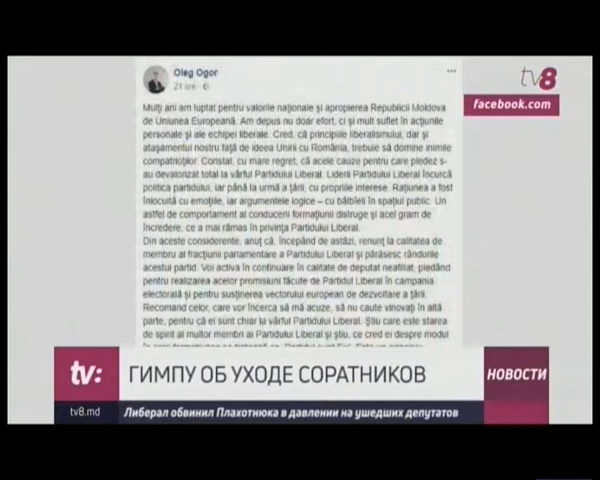 Oleg Ogor
21 ore
tv8
facebook.com
Mulți ani am luptat pentru valorile naționale și apropierea Republicii Moldova
de Uniunea Europeană. Am depus nu doar efort, ci și mult suflet în acțiunile
personale și ale echipei liberale. Cred, că principiile liberalismului, dar și
atașamentul nostru față de ideea Unirii cu România, trebuie să domine inimile
compatrioților. Constat, cu mare regret, că acele cauze pentru care pledez s-
au devalorizat total la vârful Partidului Liberal. Liderii Partidului Liberal încurcă
politica partidului, iar până la urmă a țării, cu propriile interese. Rațiunea a fost
înlocuită cu emoțiile, iar argumentele logice – cu bâlbîeli în spațiul public. Un
astfel de comportament al conducerii formațiunii distruge și acel gram de
încredere, ce a mai rămas în privința Partidului Liberal.
Din aceste considerente, anuț că, începând de astăzi, renunț la calitatea de
membru al fracțiunii parlamentare a Partidului Liberal și părăsesc rândurile
acestui partid. Voi activa în continuare în calitate de deputat neafiliat, pledând
pentru realizarea acelor promisiuni făcute de Partidul Liberal în campania
electorală și pentru susținerea vectorului european de dezvoltare a țării.
Recomand celor, care vor încerca să mă acuze, să nu caute vinovați în altă
parte, pentru că ei sunt chiar la vârful Partidului Liberal. Știu care este starea
de spirit al multor membri ai Partidului Liberal și știu, ce cred ei despre modul
tv:
ГИМПУ ОБ УХОДЕ СОРАТНИКОВ
НОВОСТИ
tv8.md
Либерал обвинил Плахотнюка в давлении на ушедших депутатов